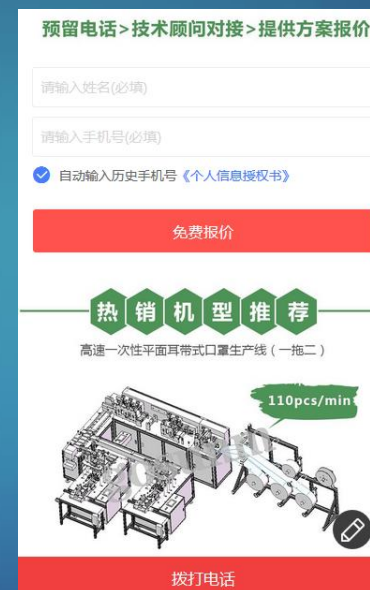 预留电话>技术顾问对接>提供方案报价
请输入姓名(必填)
请输入手机号(必填)
自动输入历史手机号《个人信息授权书》
免费报价
热销机型推荐
高速一次性平面耳带式口罩生产线（一拖二）
110pcs/min
拨打电话